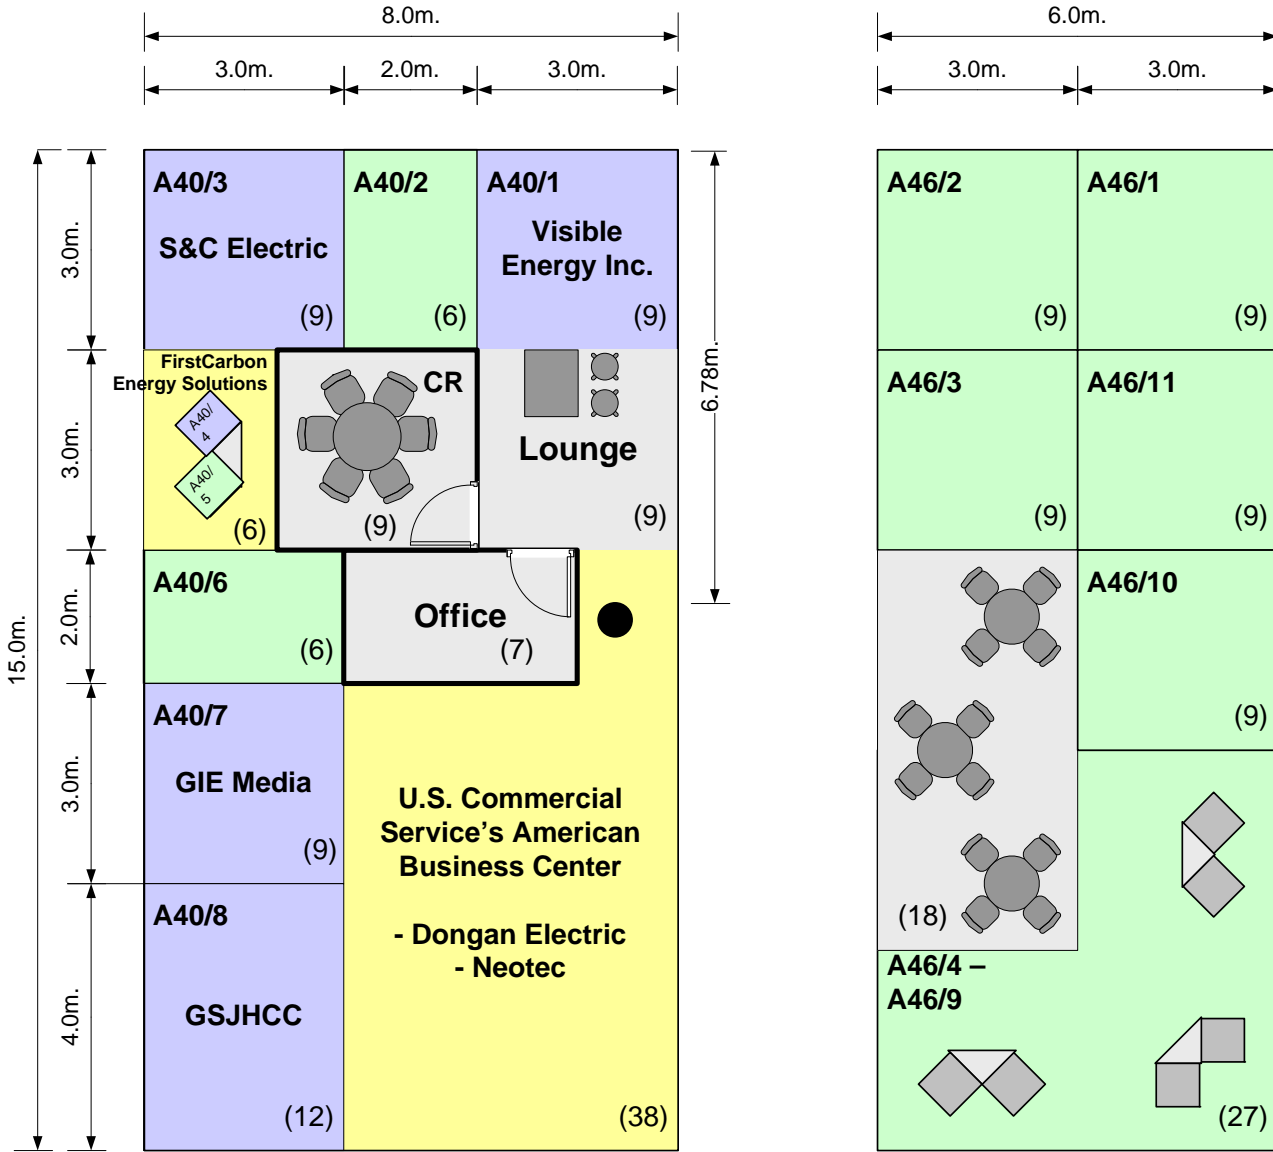 8.0m.
6.0m.
3.0m.
2.0m.
3.0m.
3.0m.
3.0m.
A40/3
S&C Electric
(9)
A40/2
(6)
A40/1
Visible
Energy Inc.
(9)
A46/2
(9)
A46/1
(9)
3.0m.
15.0m.
6.78m.
FirstCarbon
Energy Solutions
A40/
4
A40/
5
(6)
CR
(9)
Lounge
(9)
A46/3
(9)
A46/11
(9)
3.0m.
A40/6
(6)
Office
(7)
A46/10
(9)
2.0m.
A40/7
GIE Media
(9)
3.0m.
U.S. Commercial
Service's American
Business Center
- Dongan Electric
- Neotec
(38)
(18)
A40/8
GSJHCC
(12)
4.0m.
A46/4 –
A46/9
(27)